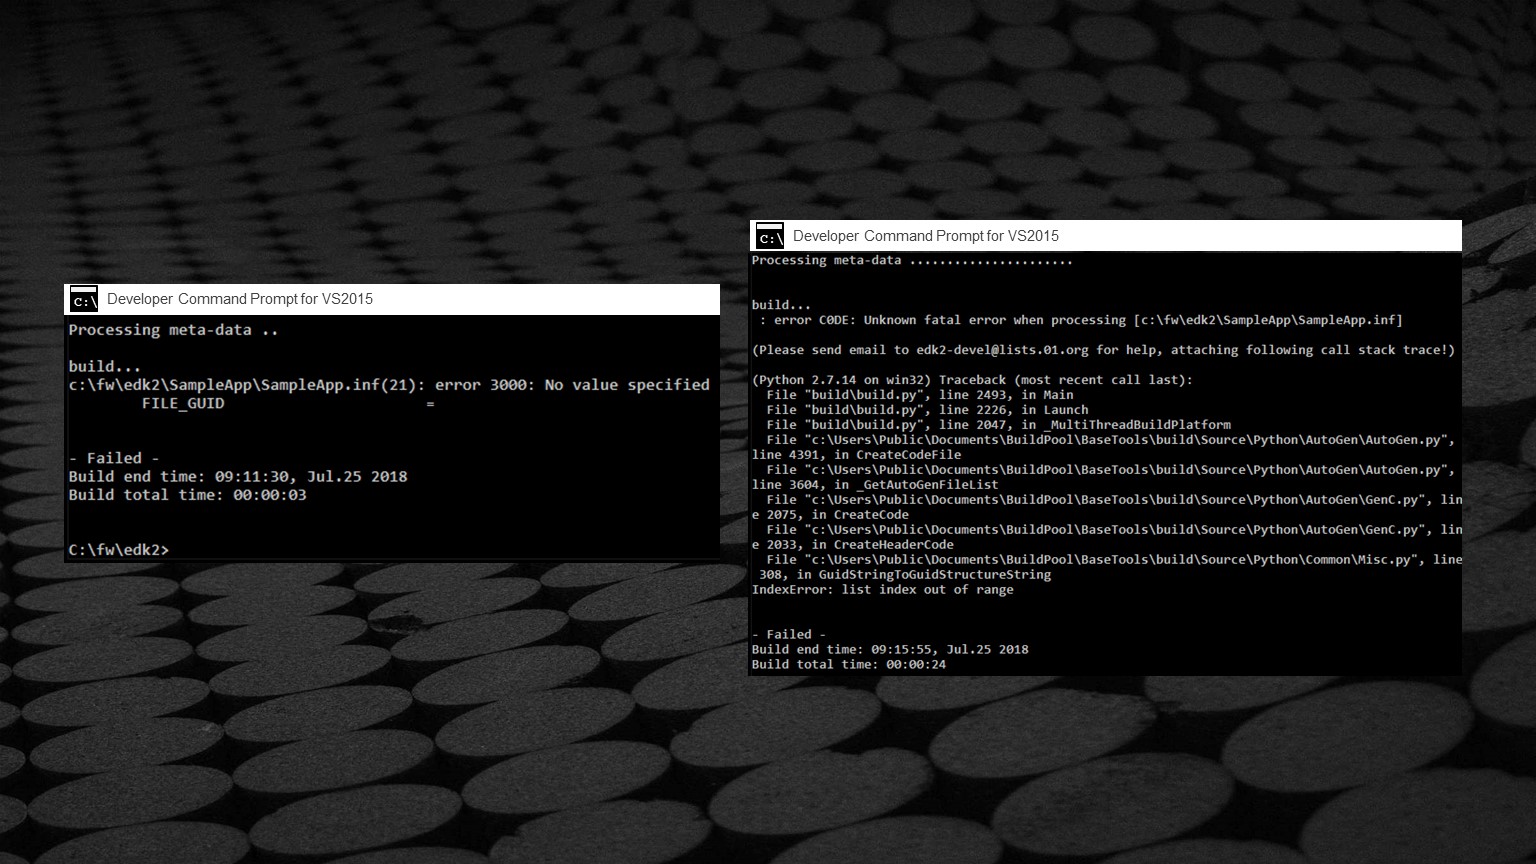 C:\ Developer Command Prompt for VS2015
Processing meta-data ..
build...
c:\fw\edk2\SampleApp\SampleApp.inf(21): error 3000: No value specified
FILE_GUID =
- Failed -
Build end time: 09:11:30, Jul.25 2018
Build total time: 00:00:03
C:\fw\edk2>
C:\ Developer Command Prompt for VS2015
Processing meta-data ......................
build...
: error C0DE: Unknown fatal error when processing [c:\fw\edk2\SampleApp\SampleApp.inf]
(Please send email to edk2-devel@lists.01.org for help, attaching following call stack trace!)
(Python 2.7.14 on win32) Traceback (most recent call last):
File "build\build.py", line 2493, in Main
File "build\build.py", line 2226, in Launch
File "build\build.py", line 2047, in _MultiThreadBuildPlatform
File "c:\Users\Public\Documents\BuildPool\BaseTools\build\Source\Python\AutoGen\AutoGen.py",
line 4391, in CreateCodeFile
File "c:\Users\Public\Documents\BuildPool\BaseTools\build\Source\Python\AutoGen\AutoGen.py",
line 3604, in _GetAutoGenFileList
File "c:\Users\Public\Documents\BuildPool\BaseTools\build\Source\Python\AutoGen\GenC.py", lin
e 2075, in CreateCode
File "c:\Users\Public\Documents\BuildPool\BaseTools\build\Source\Python\AutoGen\GenC.py", lin
e 2033, in CreateHeaderCode
File "c:\Users\Public\Documents\BuildPool\BaseTools\build\Source\Python\Common\Misc.py", line
308, in GuidStringToGuidStructureString
IndexError: list index out of range
- Failed -
Build end time: 09:15:55, Jul.25 2018
Build total time: 00:00:24